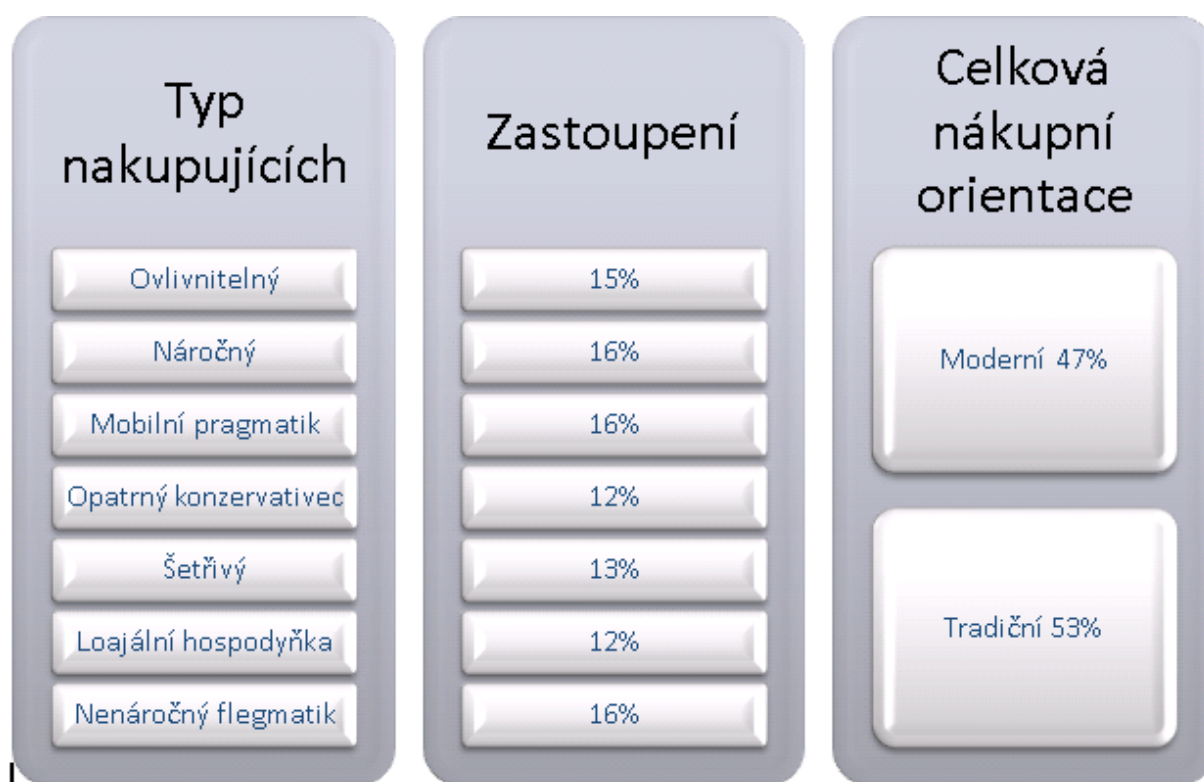 Typ
nakupujících
Ovlivnitelný
Náročný
Mobilní pragmatik
Opatrný konzervativec
Šetřivý
Loajální hospodyňka
Nenáročný flegmatik
Zastoupení
15%
16%
16%
12%
13%
12%
16%
Celková
nákupní
orientace
Moderní 47%
Tradiční 53%